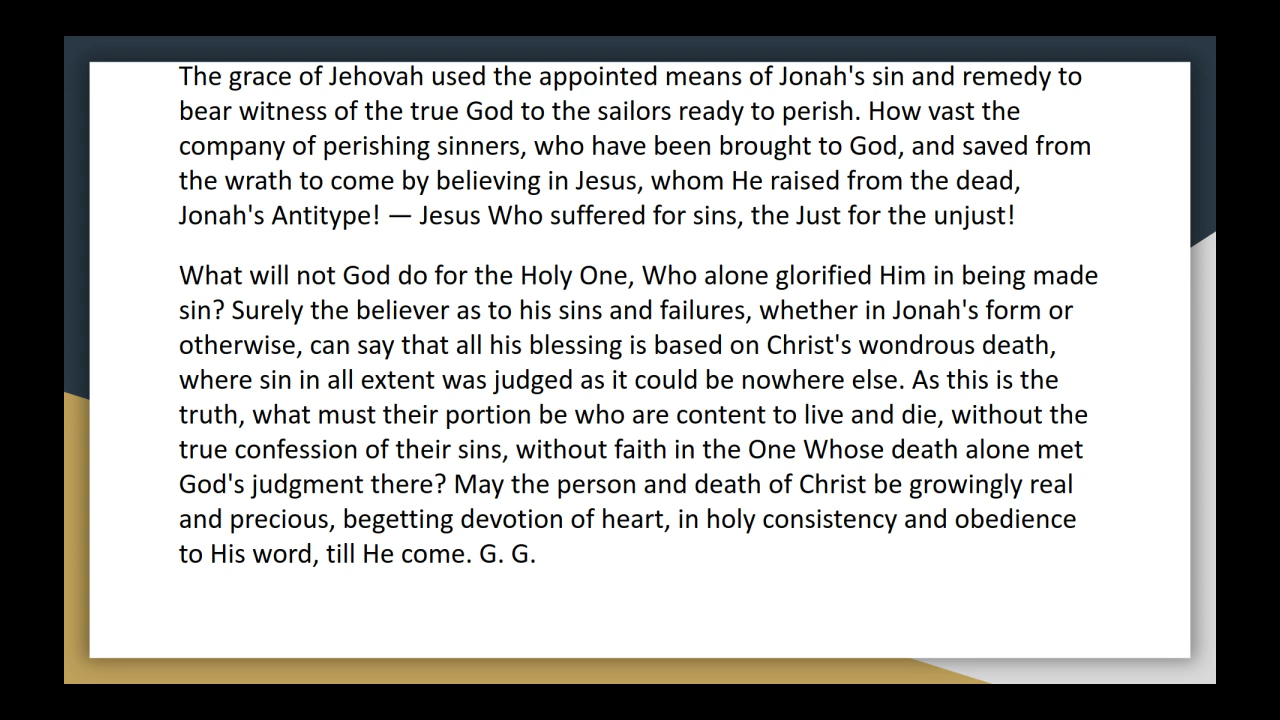 The grace of Jehovah used the appointed means of Jonah's sin and remedy to
bear witness of the true God to the sailors ready to perish. How vast the
company of perishing sinners, who have been brought to God, and saved from
the wrath to come by believing in Jesus, whom He raised from the dead,
Jonah's Antitype! — Jesus Who suffered for sins, the Just for the unjust!
What will not God do for the Holy One, Who alone glorified Him in being made
sin? Surely the believer as to his sins and failures, whether in Jonah's form or
otherwise, can say that all his blessing is based on Christ's wondrous death,
where sin in all extent was judged as it could be nowhere else. As this is the
truth, what must their portion be who are content to live and die, without the
true confession of their sins, without faith in the One Whose death alone met
God's judgment there? May the person and death of Christ be growingly real
and precious, begetting devotion of heart, in holy consistency and obedience
to His word, till He come. G. G.